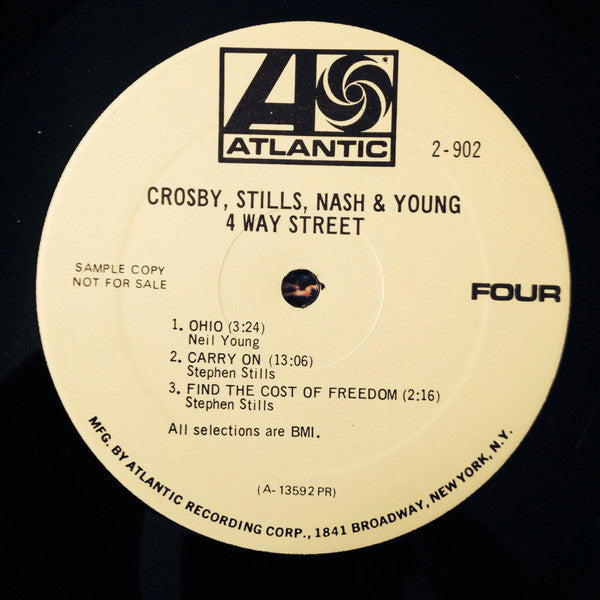 ATLANTIC
2-902
CROSBY, STILLS, NASH & YOUNG
4 WAY STREET
SAMPLE COPY
NOT FOR SALE
FOUR
1. OHIO (3:24)
Neil Young
2. CARRY ON (13:06)
Stephen Stills
3. FIND THE COST OF FREEDOM (2:16)
Stephen Stills
All selections are BMI.
(A-13592 PR)
MFG. BY ATLANTIC RECORDING CORP., 1841 BROADWAY, NEW YORK, N.Y.